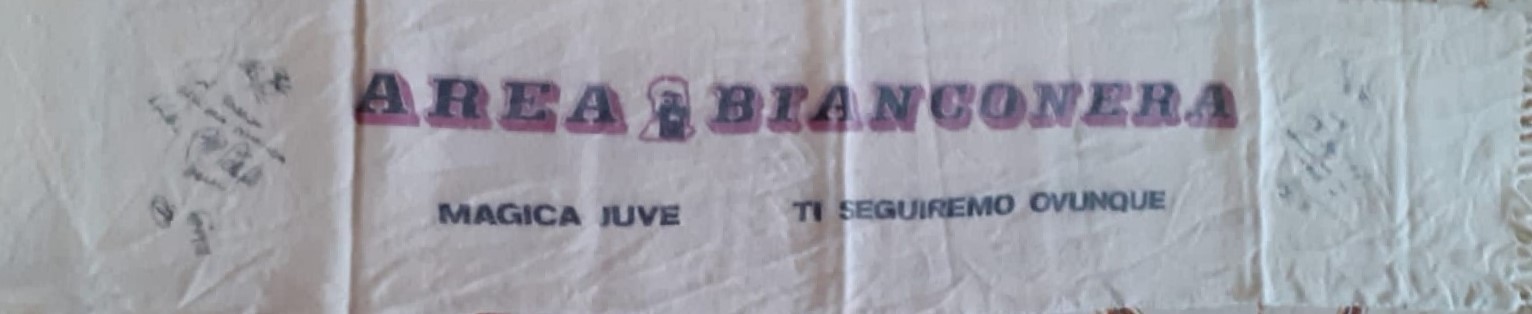 AREA BIANCONERA
MAGICA JUVE TI SEGUIREMO OVUNQUE